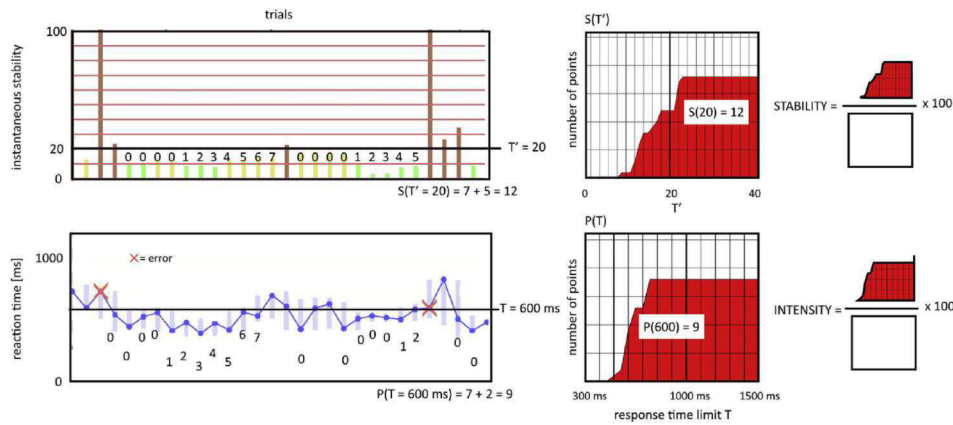 trials
instantaneous stability
100
20
0
0 0 0 0 1 2 3 4 5 6 7 0 0 0 0 1 2 3 4 5
T' = 20
S(T' = 20) = 7 + 5 = 12
S(T')
number of points
S(20) = 12
0 20 40
T'
STABILITY = x 100
reaction time [ms]
1000
0
X = error
T = 600 ms
0 0 0 1 2 3 4 5 6 7 0 0 0 0 0 1 2 0 0
P(T = 600 ms) = 7 + 2 = 9
P(T)
number of points
P(600) = 9
300 ms 1000 ms 1500 ms
response time limit T
INTENSITY = x 100